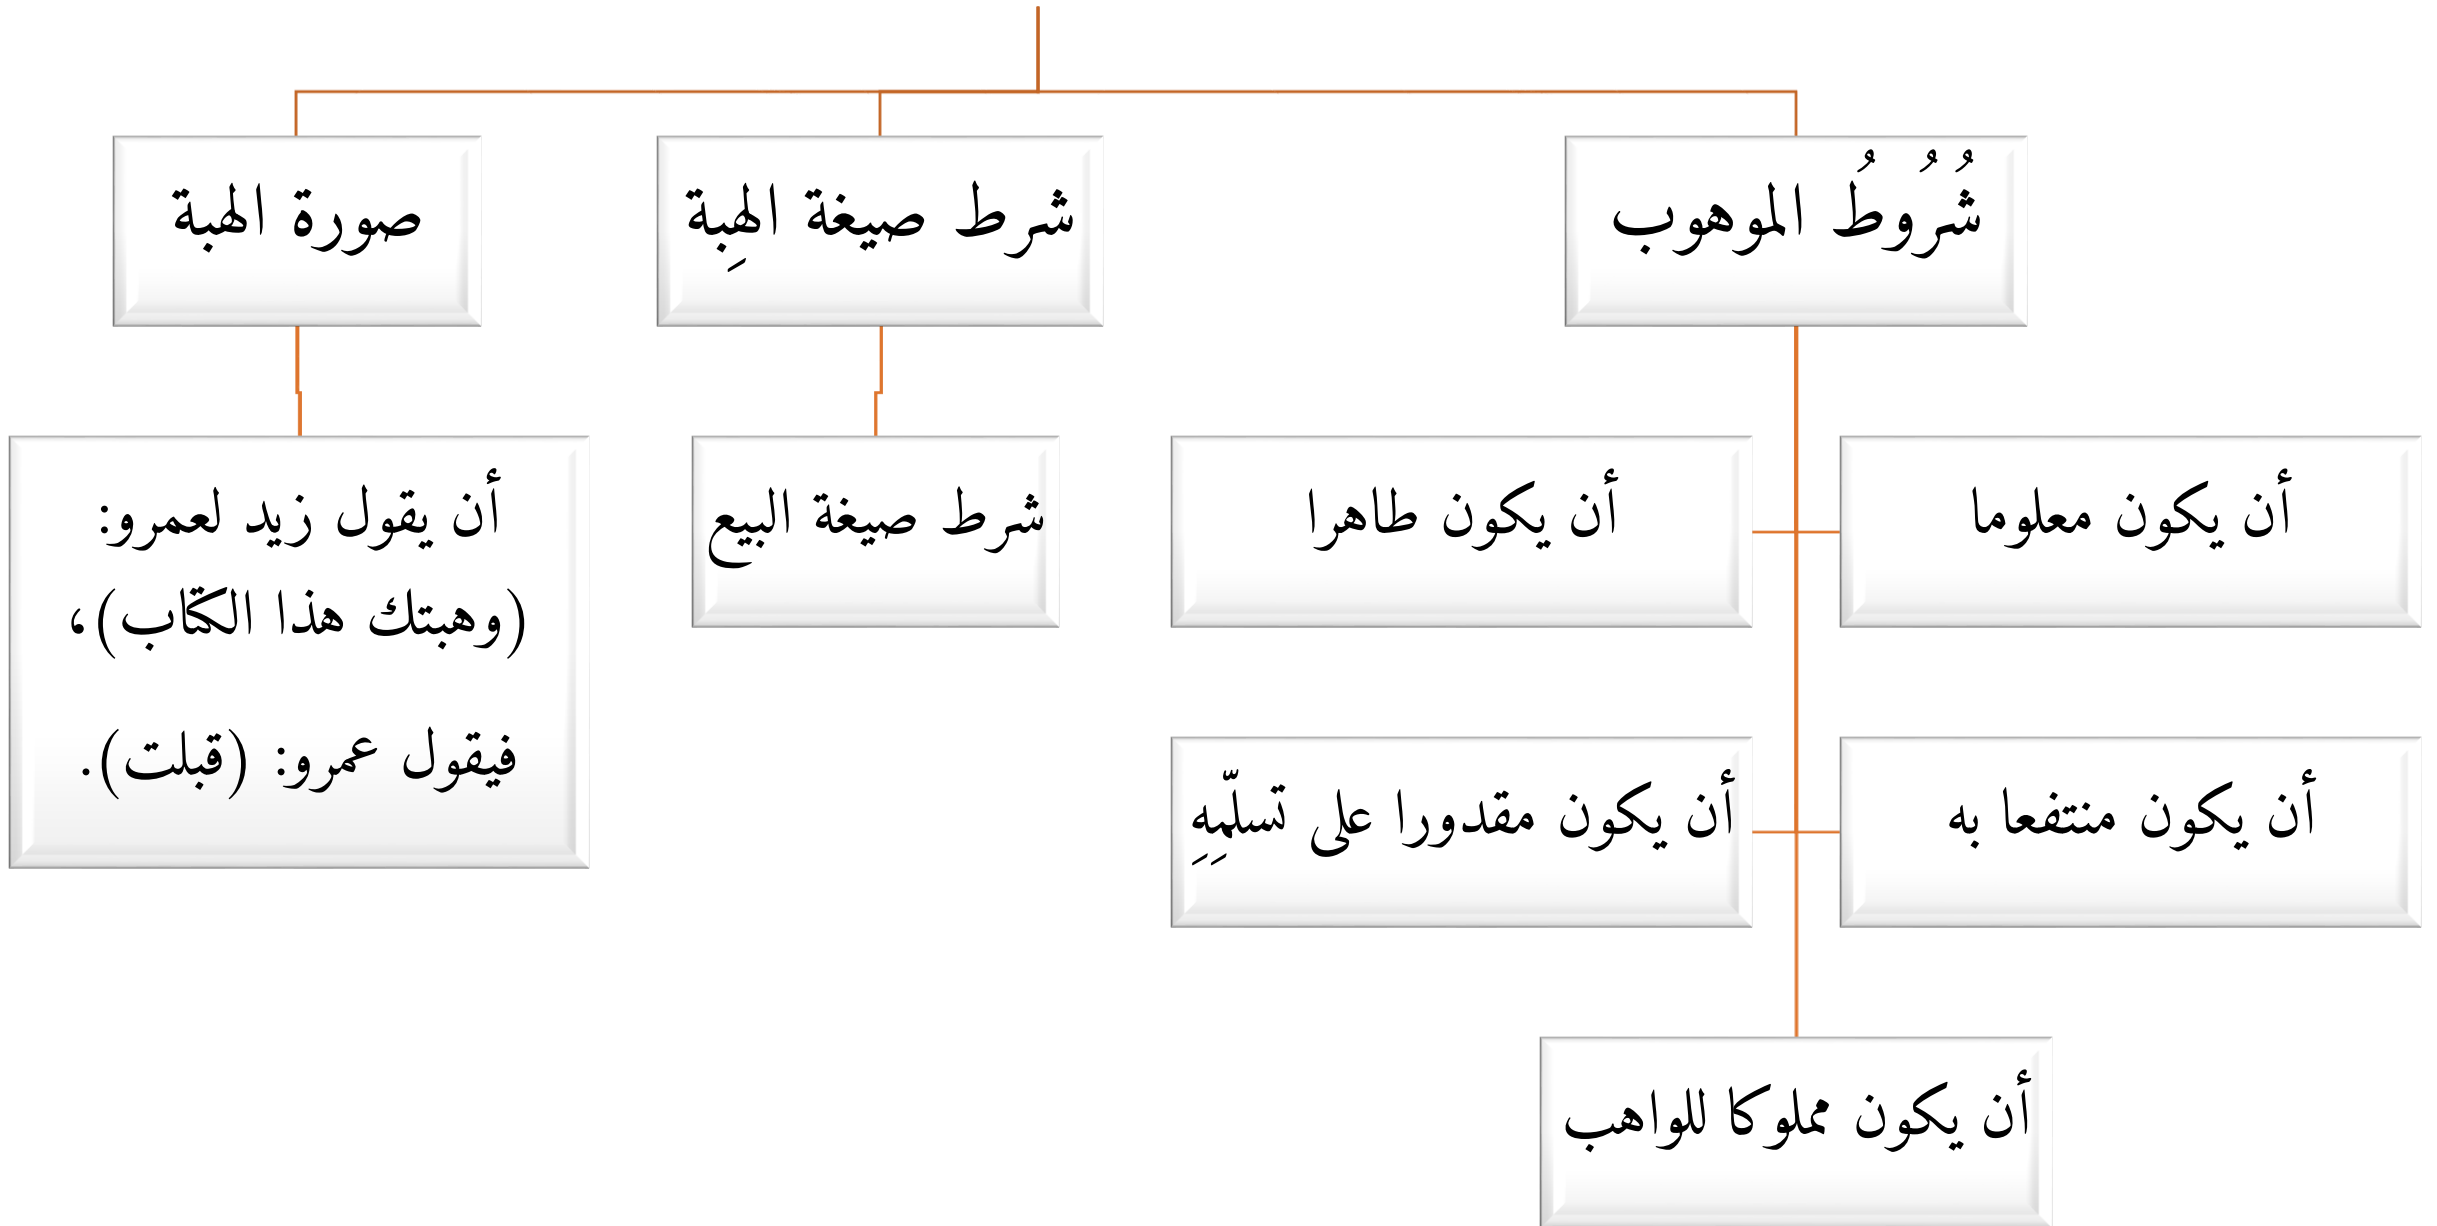 شُرُوطُ الموهوب
شرط صيغة الهِبة
صورة الهبة
أن يكون معلوما
أن يكون طاهرا
أن يكون منتفعا به
أن يكون مقدورا على تسلّمِهِ
أن يكون مملوكا للواهب
شرط صيغة البيع
أن يقول زيد لعمرو:
(وهبتك هذا الكتاب)،
فيقول عمرو: (قبلت).